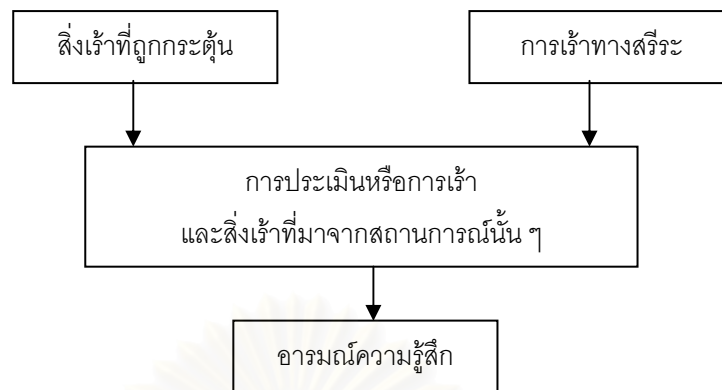 สิ่งเร้าที่ถูกกระตุ้น
การเร้าทางสรีระ
การประเมินหรือการเร้า
และสิ่งเร้าที่มาจากสถานการณ์นั้น ๆ
อารมณ์ความรู้สึก